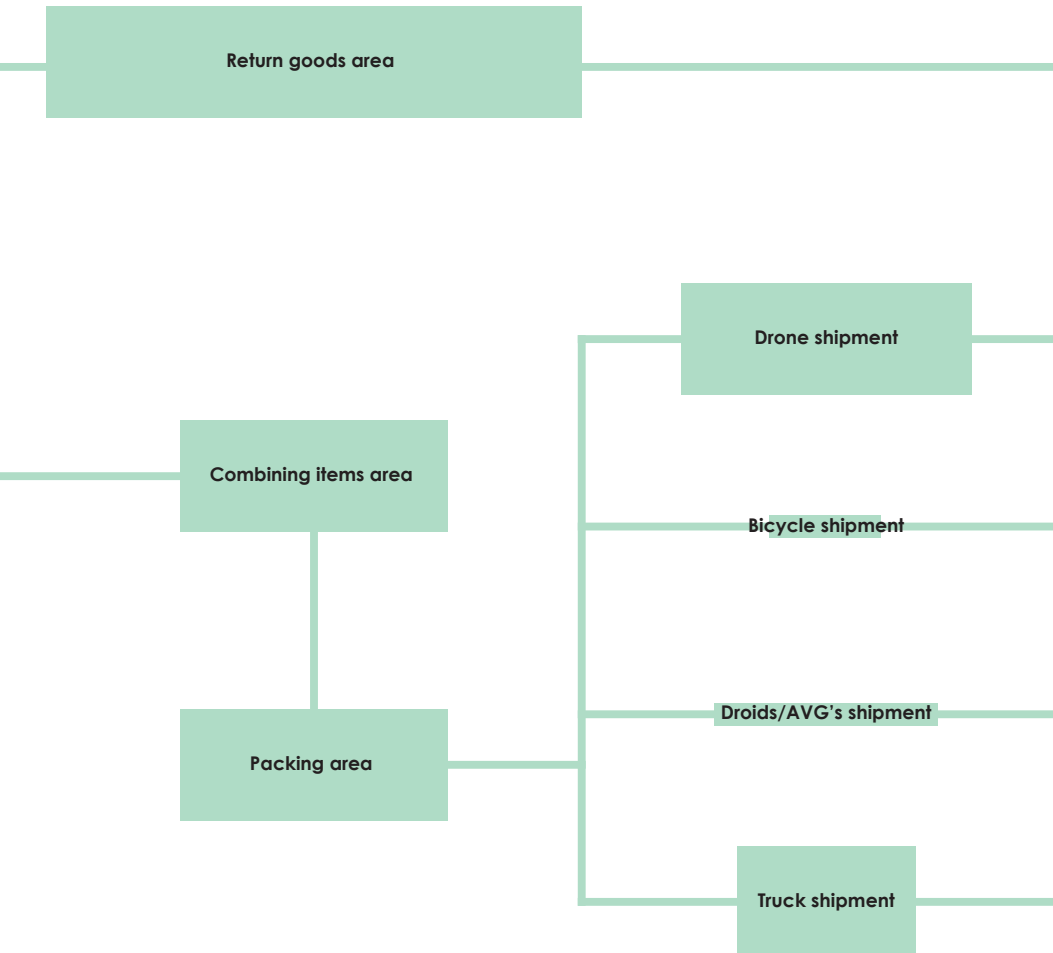 Return goods area
Drone shipment
Combining items area
Bicycle shipment
Droids/AVG's shipment
Packing area
Truck shipment